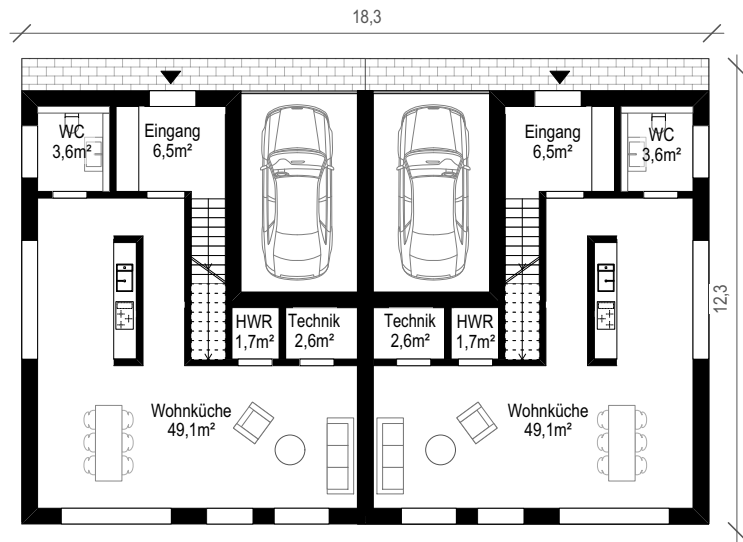 18,3
WC
3,6m²
Eingang
6,5m²
Eingang
6,5m²
WC
3,6m²
12,3
HWR
1,7m²
Technik
2,6m²
Technik
2,6m²
HWR
1,7m²
Wohnküche
49,1m²
Wohnküche
49,1m²